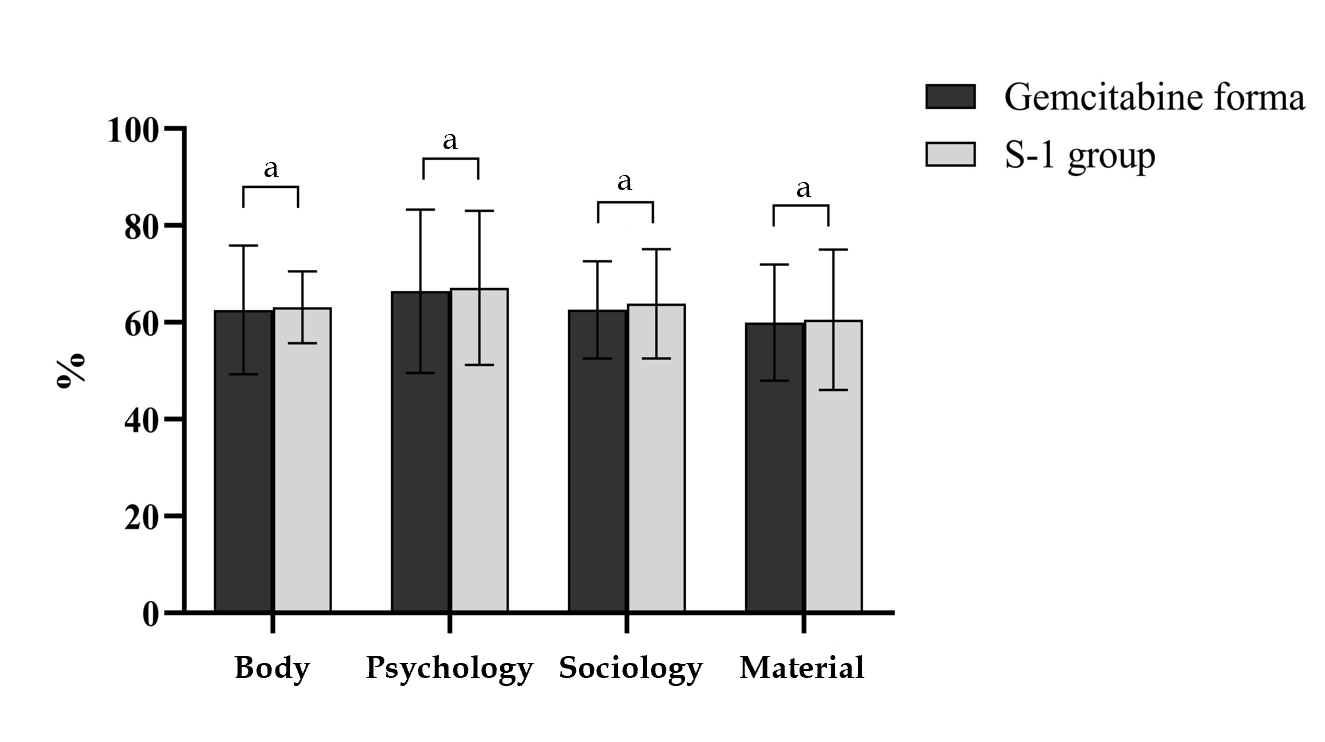 Gemcitabine forma
S-1 group
a
a
a
a
100
80
60
40
20
0
%
Body
Psychology
Sociology
Material